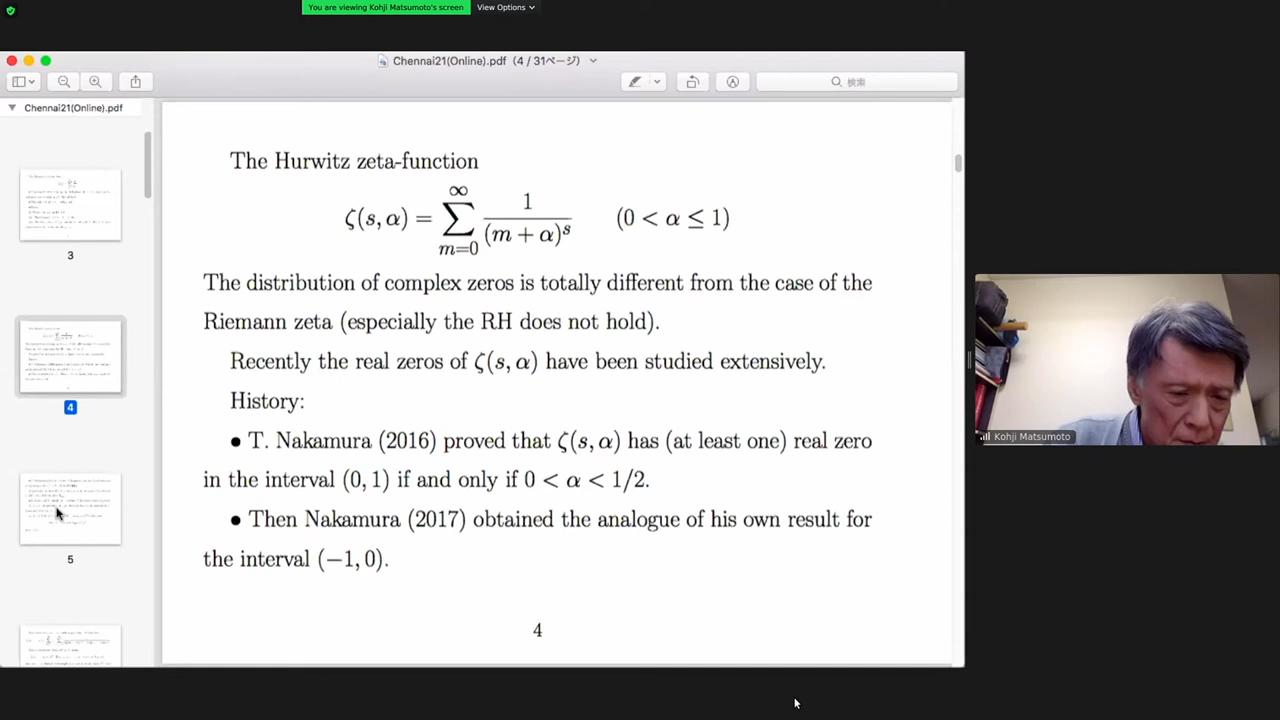 You are viewing Kohji Matsumoto's screen
View Options
Chennai21(Online).pdf (4 / 31ページ)
検索
Chennai21(Online).pdf
3
4
5
The Hurwitz zeta-function
ζ(s, α) = ∑_{m=0}^{∞} 1/(m + α)^s (0 < α ≤ 1)
The distribution of complex zeros is totally different from the case of the
Riemann zeta (especially the RH does not hold).
Recently the real zeros of ζ(s, α) have been studied extensively.
History:
• T. Nakamura (2016) proved that ζ(s, α) has (at least one) real zero
in the interval (0, 1) if and only if 0 < α < 1/2.
• Then Nakamura (2017) obtained the analogue of his own result for
the interval (−1, 0).
4
Kohji Matsumoto